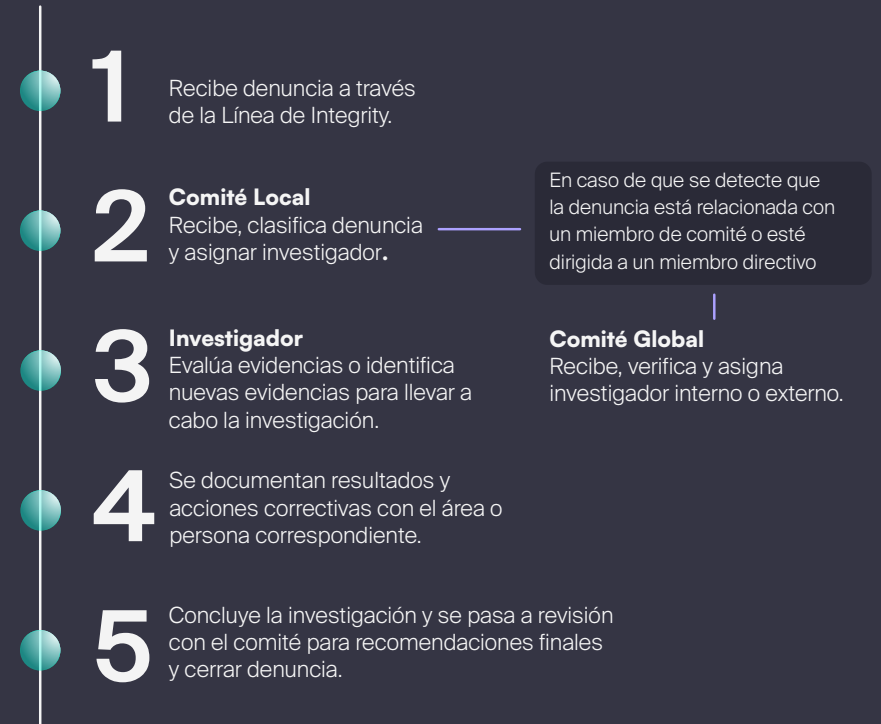 1
Recibe denuncia a través
de la Línea de Integrity.
2
Comité Local
Recibe, clasifica denuncia
y asignar investigador.
En caso de que se detecte que
la denuncia está relacionada con
un miembro de comité o esté
dirigida a un miembro directivo
Comité Global
Recibe, verifica y asigna
investigador interno o externo.
3
Investigador
Evalúa evidencias o identifica
nuevas evidencias para llevar a
cabo la investigación.
4
Se documentan resultados y
acciones correctivas con el área o
persona correspondiente.
5
Concluye la investigación y se pasa a revisión
con el comité para recomendaciones finales
y cerrar denuncia.